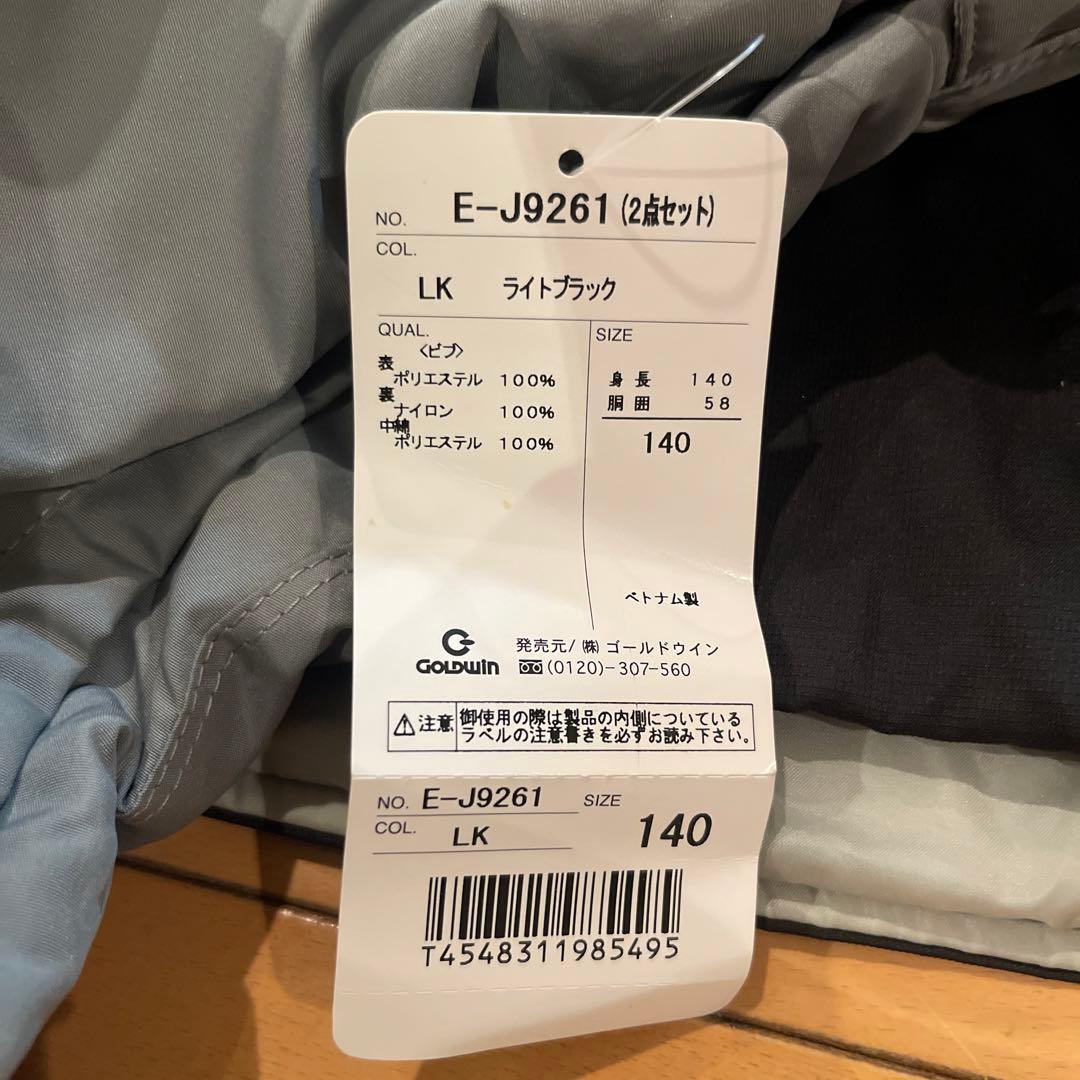 NO. E-J9261(2点セット)
COL.
LK ライトブラック
QUAL.
〈ビブ〉
表
ポリエステル 100%
裏
ナイロン 100%
中綿
ポリエステル 100%
SIZE
身長 140
胴囲 58
140
ベトナム製
GOLDWIN
発売元/㈱ゴールドウイン
(0120)-307-560
注意
御使用の際は製品の内側についている
ラベルの注意書きを必ずお読み下さい。
NO. E-J9261 SIZE
COL. LK 140
T4548311985495